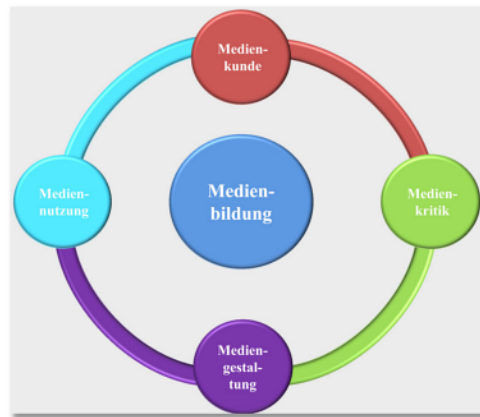 Medien-
kunde
Medien-
nutzung
Medien-
bildung
Medien-
kritik
Medien-
gestal-
tung